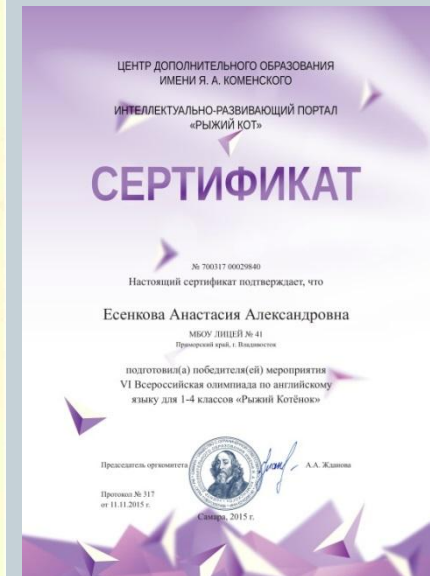 ЦЕНТР ДОПОЛНИТЕЛЬНОГО ОБРАЗОВАНИЯ
ИМЕНИ Я. А. КОМЕНСКОГО
ИНТЕЛЛЕКТУАЛЬНО-РАЗВИВАЮЩИЙ ПОРТАЛ
«РЫЖИЙ КОТ»
СЕРТИФИКАТ
№ 700317 00029840
Настоящий сертификат подтверждает, что
Есенкова Анастасия Александровна
МБОУ ЛИЦЕЙ № 41
Приморский край, г. Владивосток
подготовил(а) победителя(ей) мероприятия
VI Всероссийская олимпиада по английскому
языку для 1-4 классов «Рыжий Котёнок»
Председатель оргкомитета
А.А. Жданова
Протокол № 317
от 11.11.2015 г.
Самара, 2015 г.